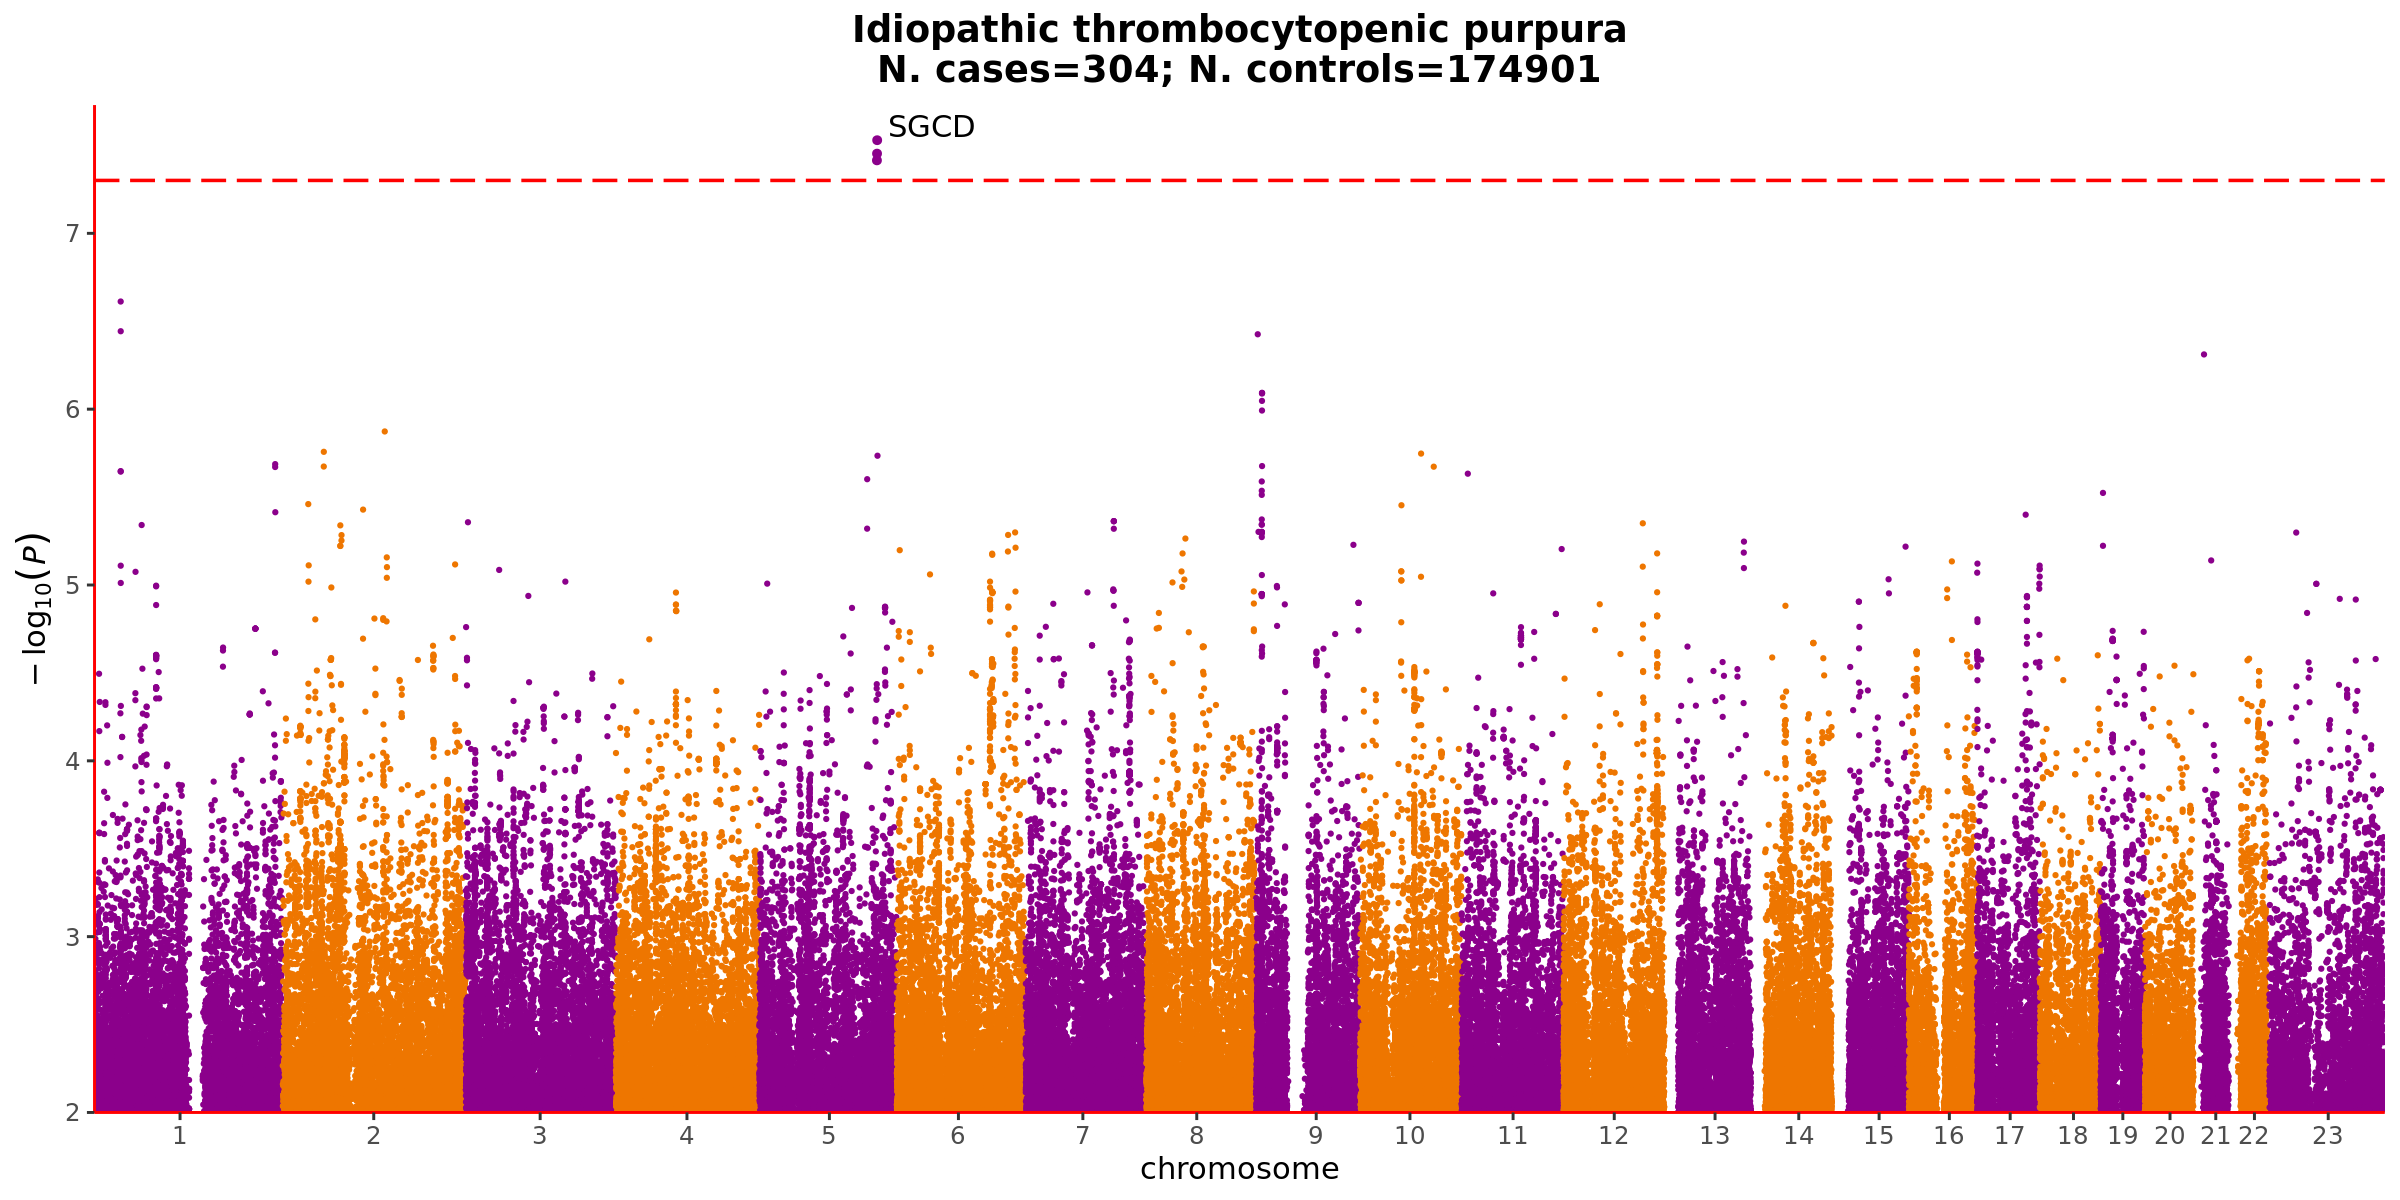 Idiopathic thrombocytopenic purpura
N. cases=304; N. controls=174901
SGCD
7
6
5
4
3
2
−log10(P)
1 2 3 4 5 6 7 8 9 10 11 12 13 14 15 16 17 18 19 20 21 22 23
chromosome